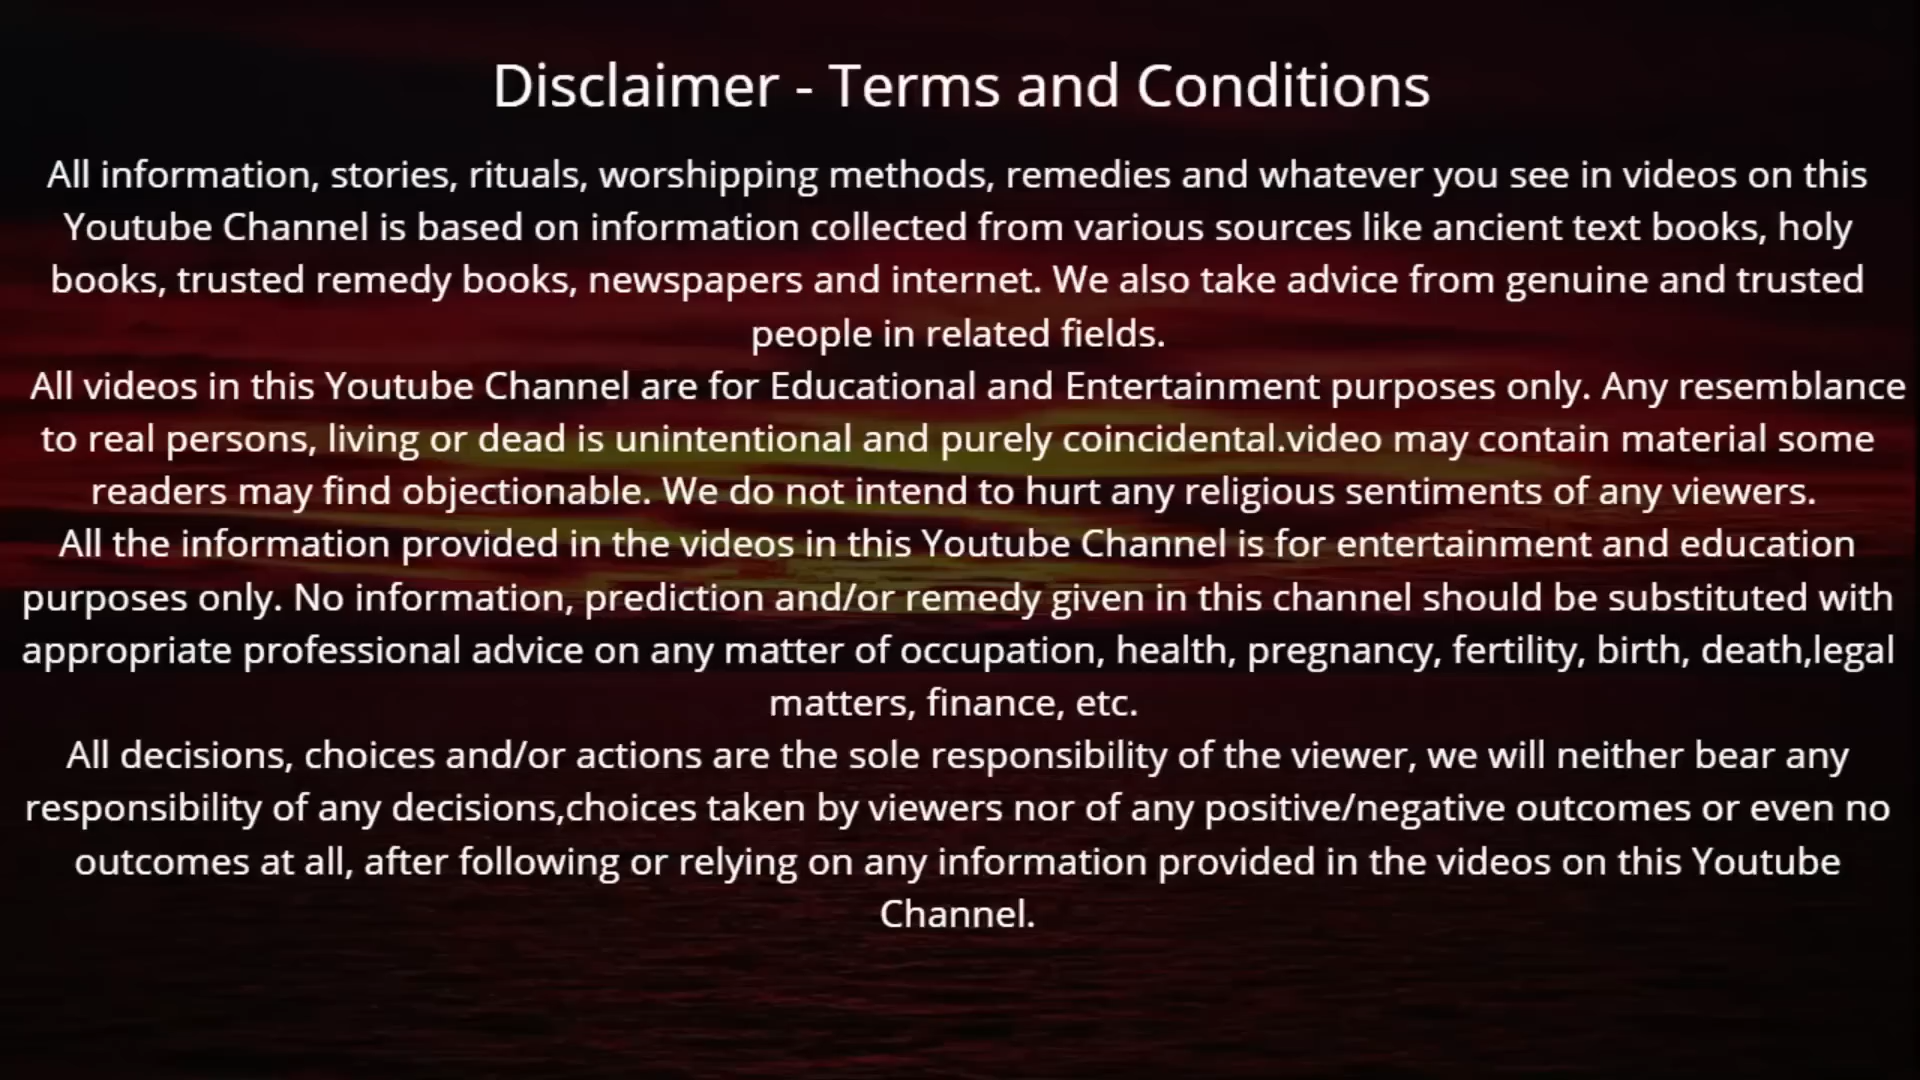 Disclaimer - Terms and Conditions
All information, stories, rituals, worshipping methods, remedies and whatever you see in videos on this
Youtube Channel is based on information collected from various sources like ancient text books, holy
books, trusted remedy books, newspapers and internet. We also take advice from genuine and trusted
people in related fields.
All videos in this Youtube Channel are for Educational and Entertainment purposes only. Any resemblance
to real persons, living or dead is unintentional and purely coincidental.video may contain material some
readers may find objectionable. We do not intend to hurt any religious sentiments of any viewers.
All the information provided in the videos in this Youtube Channel is for entertainment and education
purposes only. No information, prediction and/or remedy given in this channel should be substituted with
appropriate professional advice on any matter of occupation, health, pregnancy, fertility, birth, death,legal
matters, finance, etc.
All decisions, choices and/or actions are the sole responsibility of the viewer, we will neither bear any
responsibility of any decisions,choices taken by viewers nor of any positive/negative outcomes or even no
outcomes at all, after following or relying on any information provided in the videos on this Youtube
Channel.